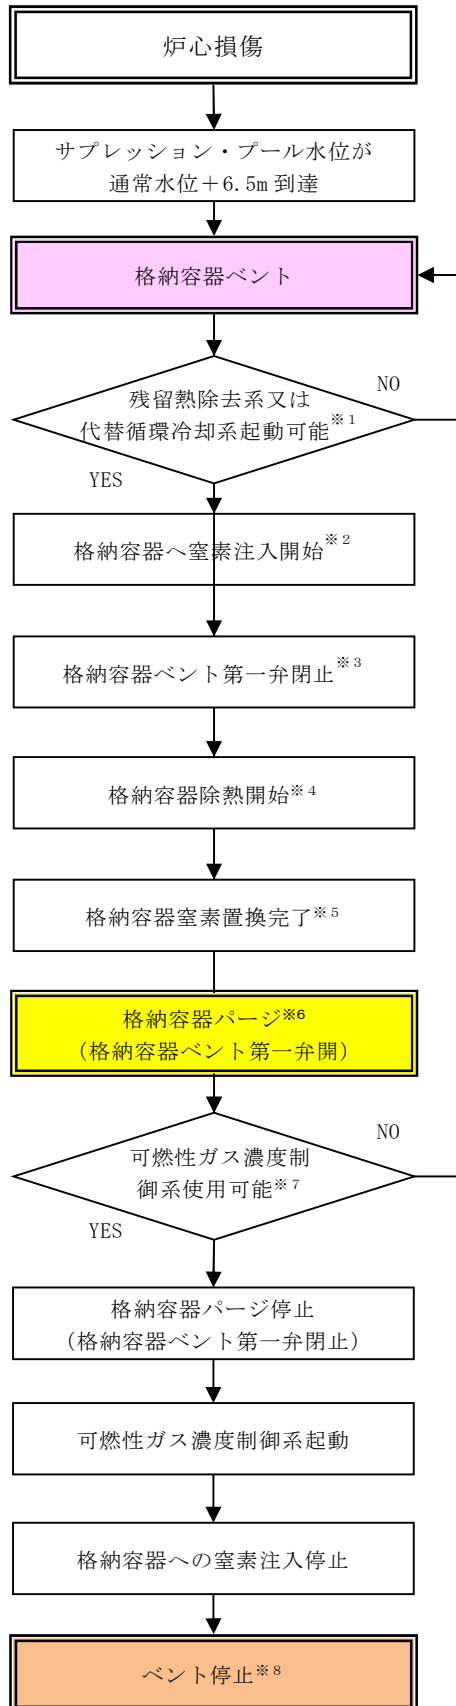 炉心損傷
サプレッション・プール水位が
通常水位＋6.5m 到達
格納容器ベント
残留熱除去系又は
代替循環冷却系起動可能※1
NO
YES
格納容器へ窒素注入開始※2
格納容器ベント第一弁閉止※3
格納容器除熱開始※4
格納容器窒素置換完了※5
格納容器パージ※6
（格納容器ベント第一弁開）
可燃性ガス濃度制
御系使用可能※7
NO
YES
格納容器パージ停止
（格納容器ベント第一弁閉止）
可燃性ガス濃度制御系起動
格納容器への窒素注入停止
ベント停止※8